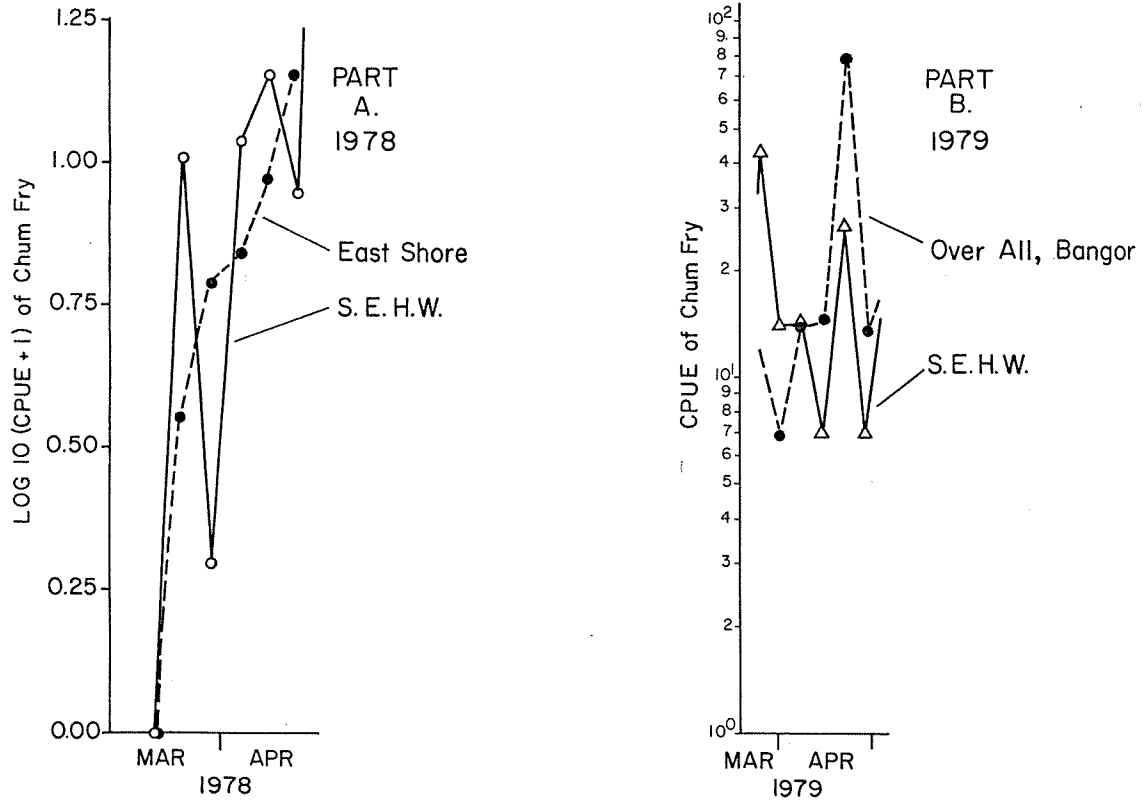 LOG 10 (CPUE + 1) of Chum Fry
1.25
1.00
0.75
0.50
0.25
0.00
PART
A.
1978
East Shore
S. E. H.W.
MAR
APR
1978
CPUE of Chum Fry
10²
9
8
7
6
5
4
3
2
10¹
9
8
7
6
5
4
3
2
10⁰
PART
B.
1979
Over All, Bangor
S.E.H.W.
MAR
APR
1979